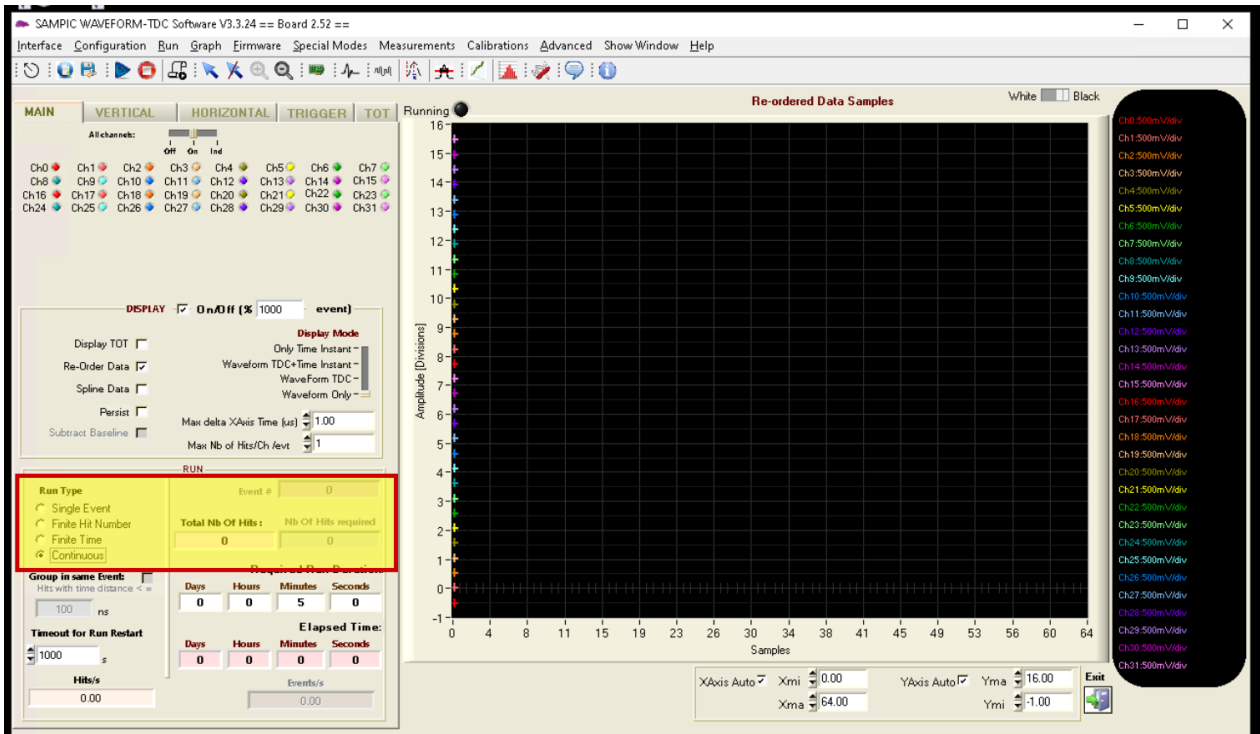 SAMPIC WAVEFORM-TDC Software V3.3.24 == Board 2.52 ==
Interface Configuration Run Graph Firmware Special Modes Measurements Calibrations Advanced Show Window Help
MAIN VERTICAL HORIZONTAL TRIGGER TOT
All channels:
Off On Ind
Ch0 Ch1 Ch2 Ch3 Ch4 Ch5 Ch6 Ch7
Ch8 Ch9 Ch10 Ch11 Ch12 Ch13 Ch14 Ch15
Ch16 Ch17 Ch18 Ch19 Ch20 Ch21 Ch22 Ch23
Ch24 Ch25 Ch26 Ch27 Ch28 Ch29 Ch30 Ch31
DISPLAY On/Off (% 1000 event)
Display TOT
Re-Order Data
Spline Data
Persist
Subtract Baseline
Display Mode
Only Time Instant
Waveform TDC+Time Instant
WaveForm TDC
Waveform Only
Max delta XAxis Time (us) 1.00
Max Nb of Hits/Ch /evt 1
RUN
Run Type
Single Event
Finite Hit Number
Finite Time
Continuous
Event # 0
Total Nb Of Hits : Nb Of Hits required
0 0
Required Run Duration:
Days Hours Minutes Seconds
0 0 5 0
Group in same Event:
Hits with time distance < =
100 ns
Timeout for Run Restart
1000 s
Elapsed Time:
Days Hours Minutes Seconds
0 0 0 0
Hits/s
0.00
Events/s
0.00
Running
Re-ordered Data Samples
White Black
Amplitude [Divisions]
16
15
14
13
12
11
10
9
8
7
6
5
4
3
2
1
0
-1
0 4 8 11 15 19 23 26 30 34 38 41 45 49 53 56 60 64
Samples
XAxis Auto Xmi 0.00
Xma 64.00
YAxis Auto Yma 16.00
Ymi -1.00
Exit
Ch0:500mV/div
Ch1:500mV/div
Ch2:500mV/div
Ch3:500mV/div
Ch4:500mV/div
Ch5:500mV/div
Ch6:500mV/div
Ch7:500mV/div
Ch8:500mV/div
Ch9:500mV/div
Ch10:500mV/div
Ch11:500mV/div
Ch12:500mV/div
Ch13:500mV/div
Ch14:500mV/div
Ch15:500mV/div
Ch16:500mV/div
Ch17:500mV/div
Ch18:500mV/div
Ch19:500mV/div
Ch20:500mV/div
Ch21:500mV/div
Ch22:500mV/div
Ch23:500mV/div
Ch24:500mV/div
Ch25:500mV/div
Ch26:500mV/div
Ch27:500mV/div
Ch28:500mV/div
Ch29:500mV/div
Ch30:500mV/div
Ch31:500mV/div